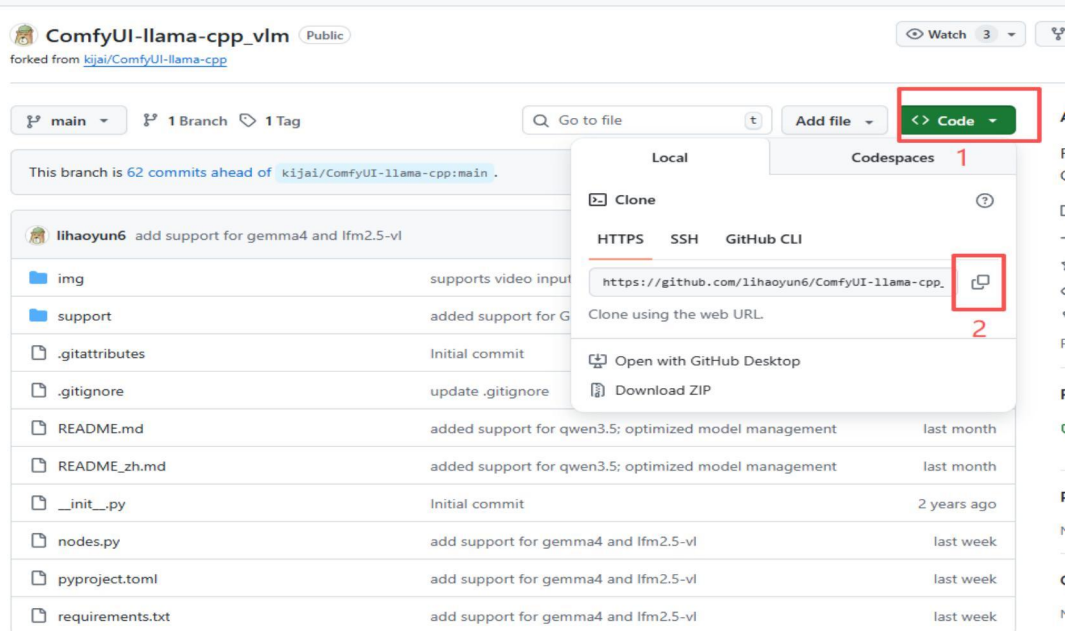 ComfyUI-llama-cpp_vlm Public
Watch 3
forked from kijai/ComfyUI-llama-cpp
main 1 Branch 1 Tag
Go to file t
Add file
<> Code
1
This branch is 62 commits ahead of kijai/ComfyUI-llama-cpp:main .
Local Codespaces
Clone
HTTPS SSH GitHub CLI
https://github.com/lihaoyun6/ComfyUI-llama-cpp_
2
Clone using the web URL.
Open with GitHub Desktop
Download ZIP
lihaoyun6 add support for gemma4 and lfm2.5-vl
img supports video input
support added support for G
.gitattributes Initial commit
.gitignore update .gitignore
README.md added support for qwen3.5; optimized model management last month
README_zh.md added support for qwen3.5; optimized model management last month
__init__.py Initial commit 2 years ago
nodes.py add support for gemma4 and lfm2.5-vl last week
pyproject.toml add support for gemma4 and lfm2.5-vl last week
requirements.txt add support for gemma4 and lfm2.5-vl last week